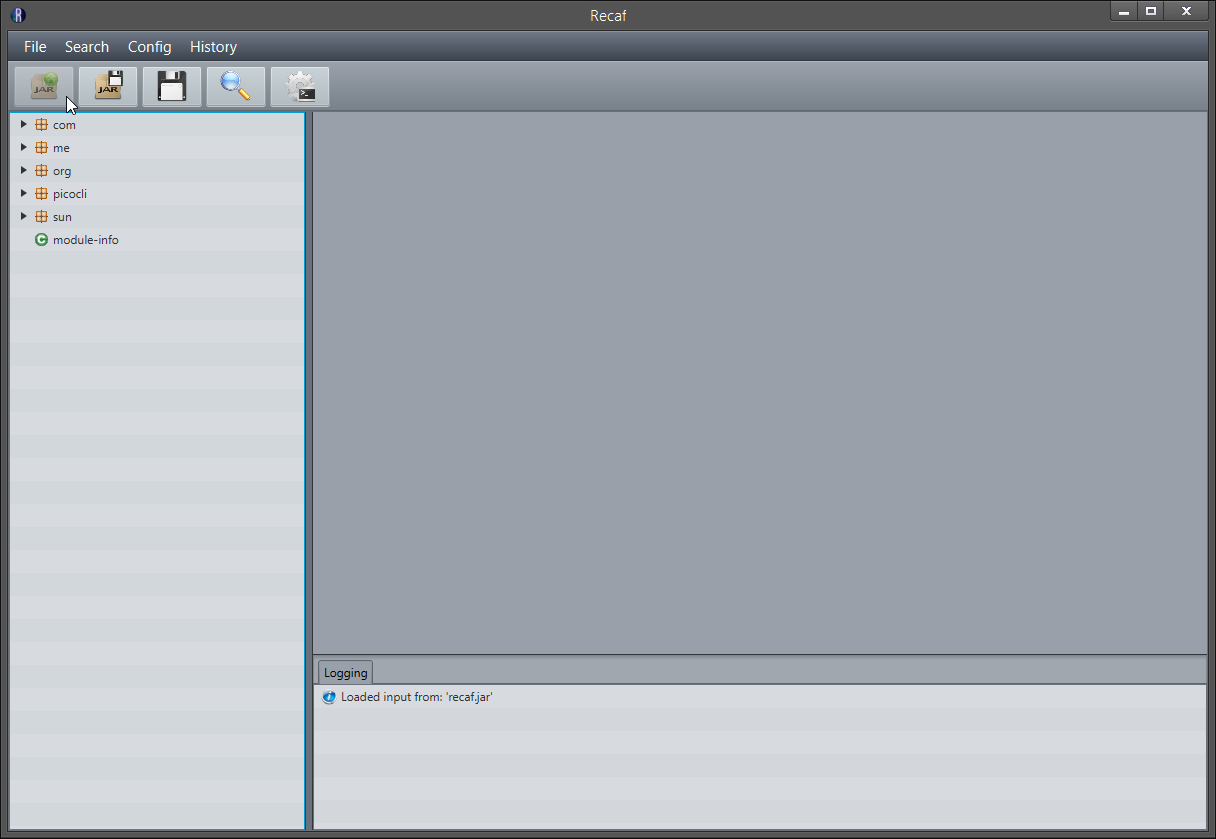 Recaf
File Search Config History
JAR JAR
com
me
org
picocli
sun
module-info
Logging
Loaded input from: 'recaf.jar'